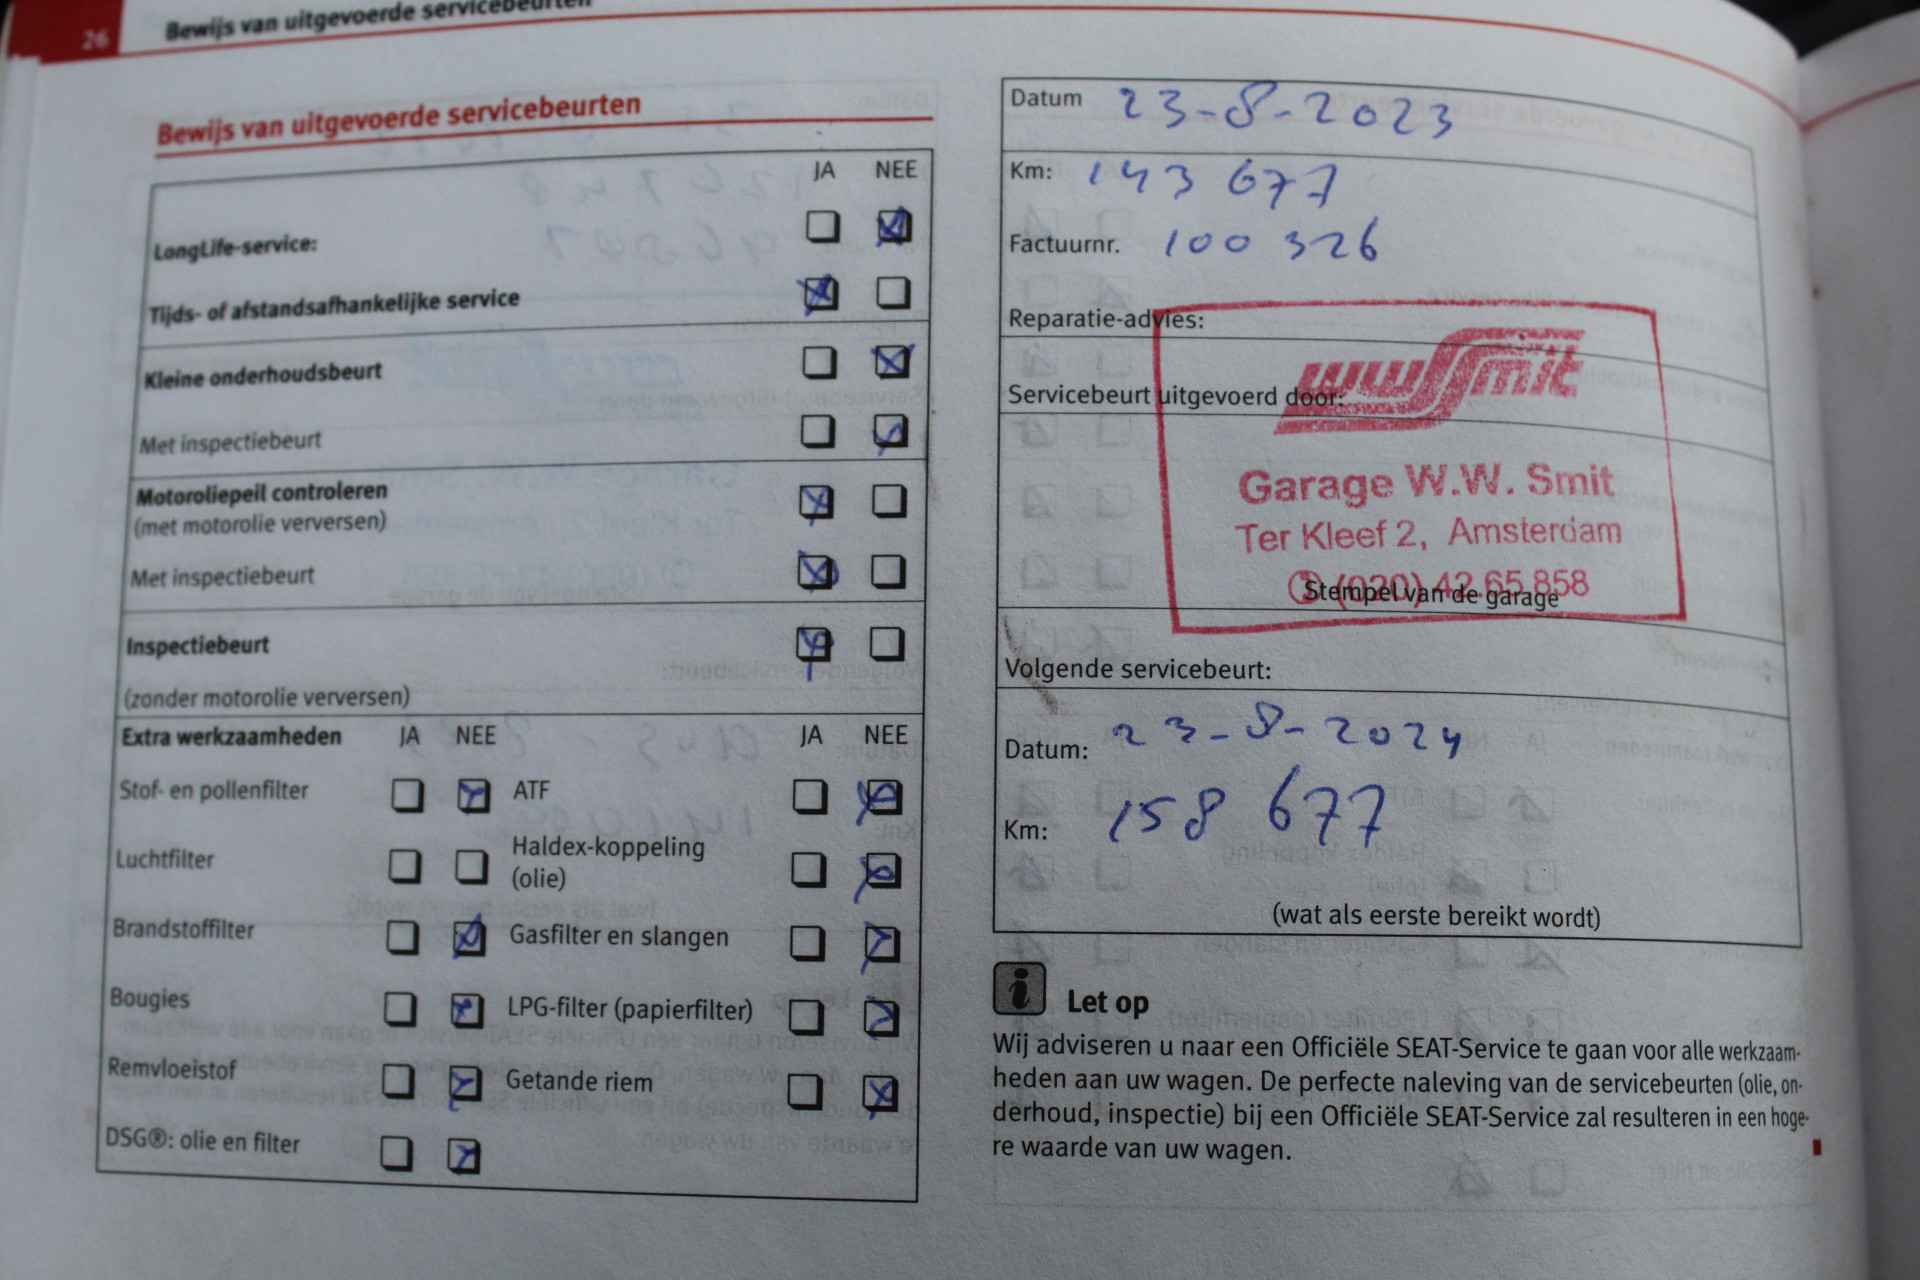 26 Bewijs van uitgevoerde servicebeurten
Bewijs van uitgevoerde servicebeurten
JA NEE
LongLife-service:
Tijds- of afstandsafhankelijke service
Kleine onderhoudsbeurt
Met inspectiebeurt
Motoroliepeil controleren
(met motorolie verversen)
Met inspectiebeurt
Inspectiebeurt
(zonder motorolie verversen)
Extra werkzaamheden JA NEE JA NEE
Stof- en pollenfilter ATF
Luchtfilter Haldex-koppeling
(olie)
Brandstoffilter Gasfilter en slangen
Bougies LPG-filter (papierfilter)
Remvloeistof Getande riem
DSG®: olie en filter
Datum 23-8-2023
Km: 143 677
Factuurnr. 100 326
Reparatie-advies:
Servicebeurt uitgevoerd door:
wwSmit
Garage W.W. Smit
Ter Kleef 2, Amsterdam
(020) 42.65.858
Stempel van de garage
Volgende servicebeurt:
Datum: 23-8-2024
Km: 158 677
(wat als eerste bereikt wordt)
i Let op
Wij adviseren u naar een Officiële SEAT-Service te gaan voor alle werkzaam-
heden aan uw wagen. De perfecte naleving van de servicebeurten (olie, on-
derhoud, inspectie) bij een Officiële SEAT-Service zal resulteren in een hoge-
re waarde van uw wagen.